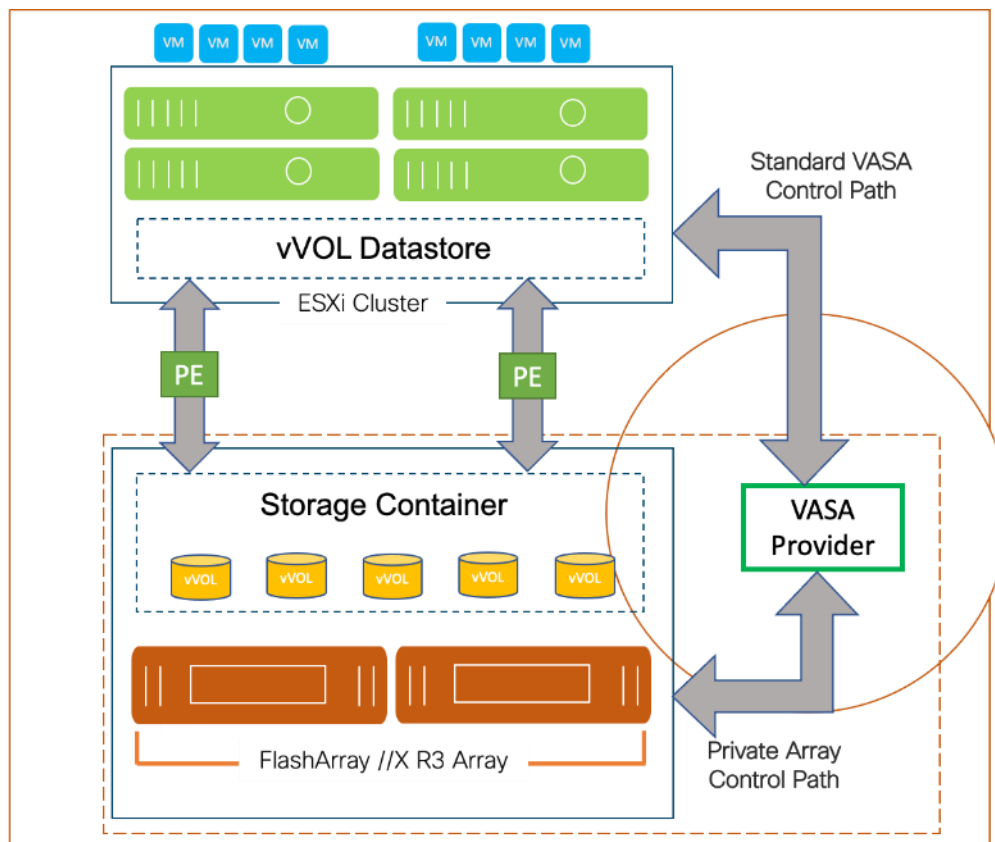 VM VM VM VM VM VM VM VM
Standard VASA
Control Path
vVOL Datastore
ESXi Cluster
PE PE
Storage Container
VASA
Provider
vVOL vVOL vVOL vVOL vVOL
FlashArray //X R3 Array
Private Array
Control Path